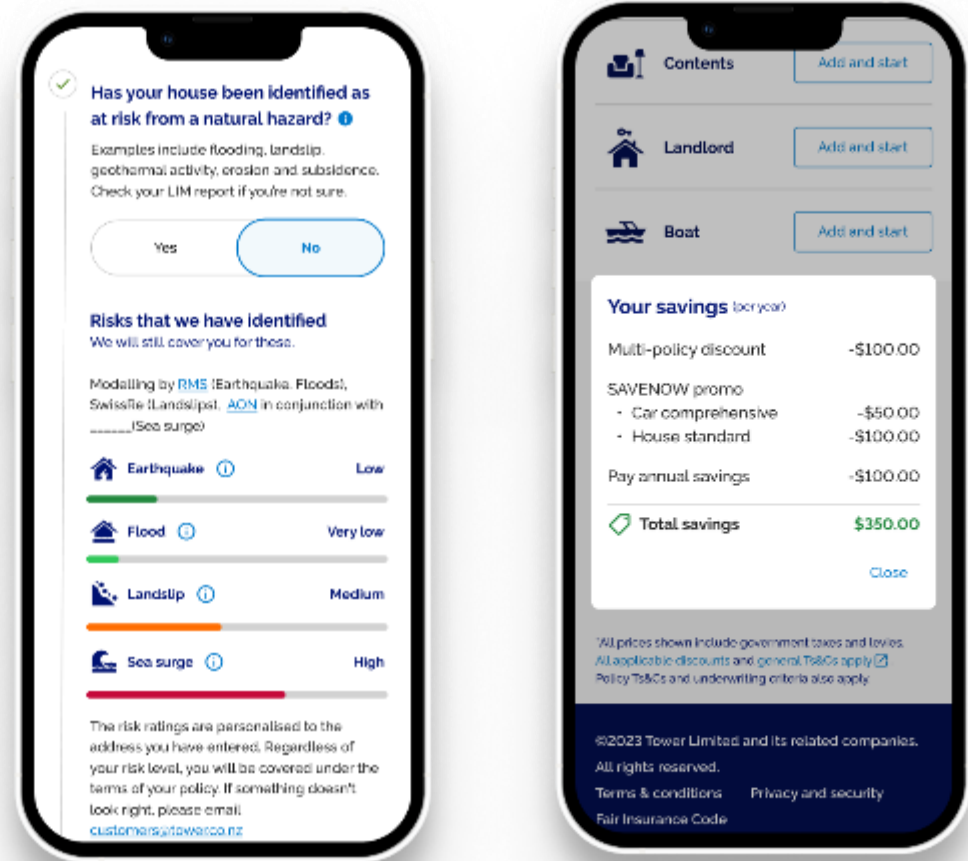 Has your house been identified as
at risk from a natural hazard?
Examples include flooding, landslip,
geothermal activity, erosion and subsidence.
Check your LIM report if you're not sure.
Yes
No
Risks that we have identified
We will still cover you for these.
Modelling by RMS (Earthquake, Floods),
SwissRe (Landslips), AON in conjunction with
______(Sea surge)
Earthquake
Low
Flood
Very low
Landslip
Medium
Sea surge
High
The risk ratings are personalised to the
address you have entered. Regardless of
your risk level, you will be covered under the
terms of your policy. If something doesn't
look right, please email
customers@tower.co.nz
Contents
Add and start
Landlord
Add and start
Boat
Add and start
Your savings (per year)
Multi-policy discount -$100.00
SAVENOW promo
· Car comprehensive -$50.00
· House standard -$100.00
Pay annual savings -$100.00
Total savings $350.00
Close
*All prices shown include government taxes and levies.
All applicable discounts and general Ts&Cs apply
Policy Ts&Cs and underwriting criteria also apply.
©2023 Tower Limited and its related companies.
All rights reserved.
Terms & conditions Privacy and security
Fair Insurance Code